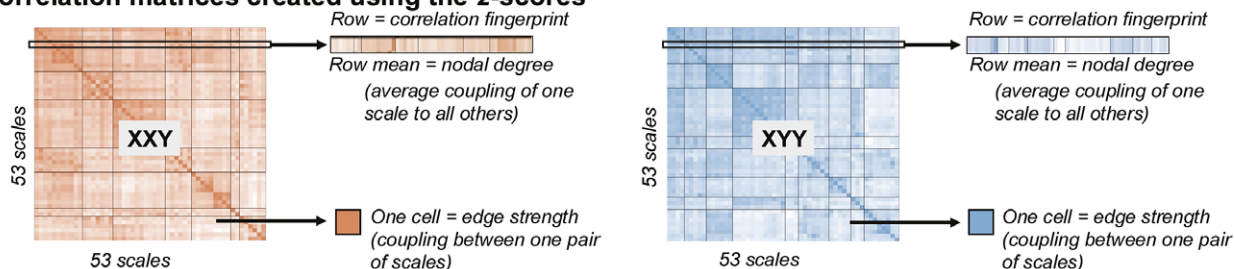 orrelation matrices created using the z-scores
Row = correlation fingerprint
Row mean = nodal degree
(average coupling of one
scale to all others)
53 scales
XXY
One cell = edge strength
(coupling between one pair
of scales)
53 scales
Row = correlation fingerprint
Row mean = nodal degree
(average coupling of one
scale to all others)
53 scales
XYY
One cell = edge strength
(coupling between one pair
of scales)
53 scales